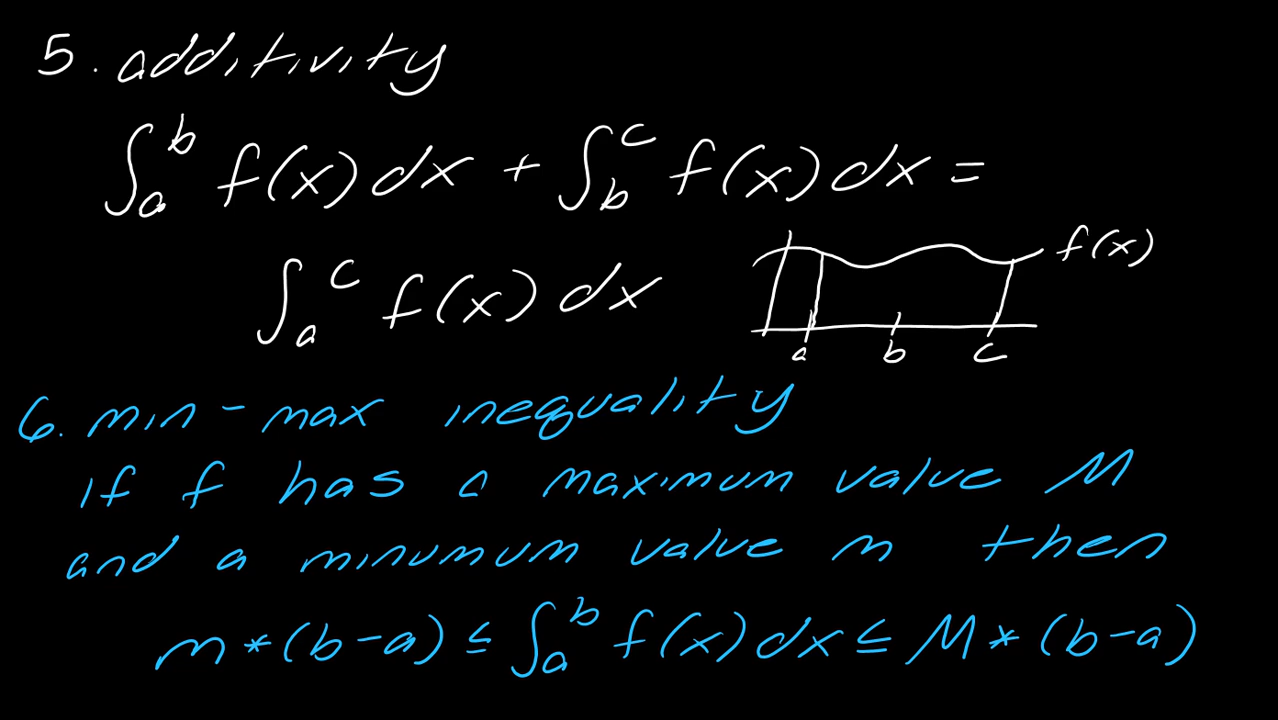 5. additivity
∫_a^b f(x)dx + ∫_b^c f(x)dx =
∫_a^c f(x)dx
f(x)
a b c
6. min-max inequality
if f has a maximum value M
and a minumum value m then
m*(b-a) ≤ ∫_a^b f(x)dx ≤ M*(b-a)